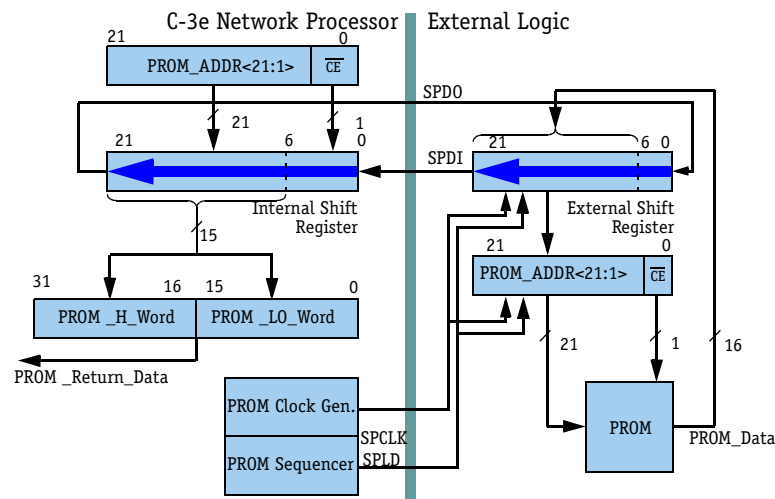 C-3e Network Processor External Logic
21 0
PROM_ADDR<21:1> CE
SPDO
21 1
21 6 0
SPDI
21 6 0
Internal Shift
Register
External Shift
Register
15
21 0
PROM_ADDR<21:1> CE
31 16 15 0
PROM _H_Word PROM _LO_Word
PROM _Return_Data
21 1 16
PROM Clock Gen.
SPCLK
PROM Sequencer SPLD
PROM
PROM_Data